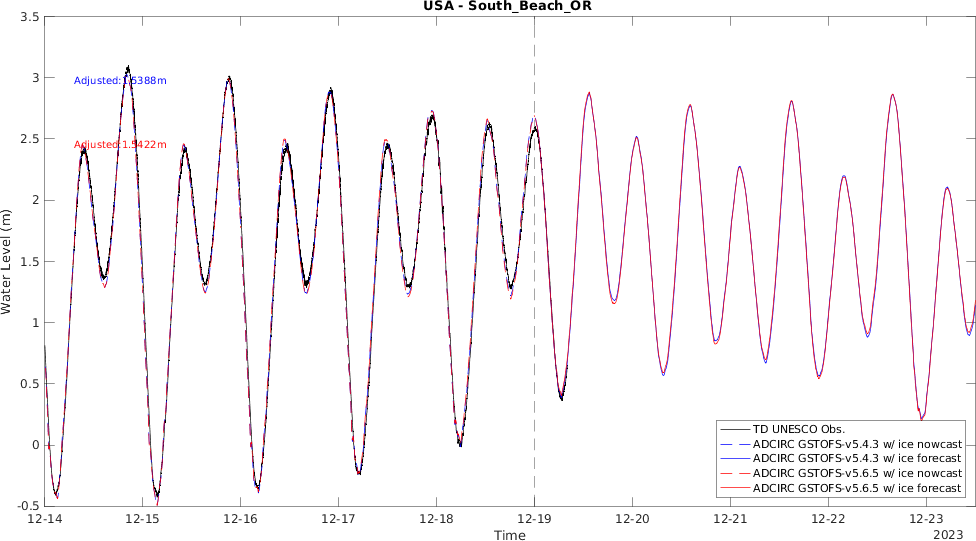 USA - South_Beach_OR
3.5
3
2.5
2
1.5
1
0.5
0
-0.5
Water Level (m)
Adjusted:1.5388m
Adjusted:1.5422m
12-14 12-15 12-16 12-17 12-18 12-19 12-20 12-21 12-22 12-23
Time
2023
TD UNESCO Obs.
ADCIRC GSTOFS-v5.4.3 w/ ice nowcast
ADCIRC GSTOFS-v5.4.3 w/ ice forecast
ADCIRC GSTOFS-v5.6.5 w/ ice nowcast
ADCIRC GSTOFS-v5.6.5 w/ ice forecast